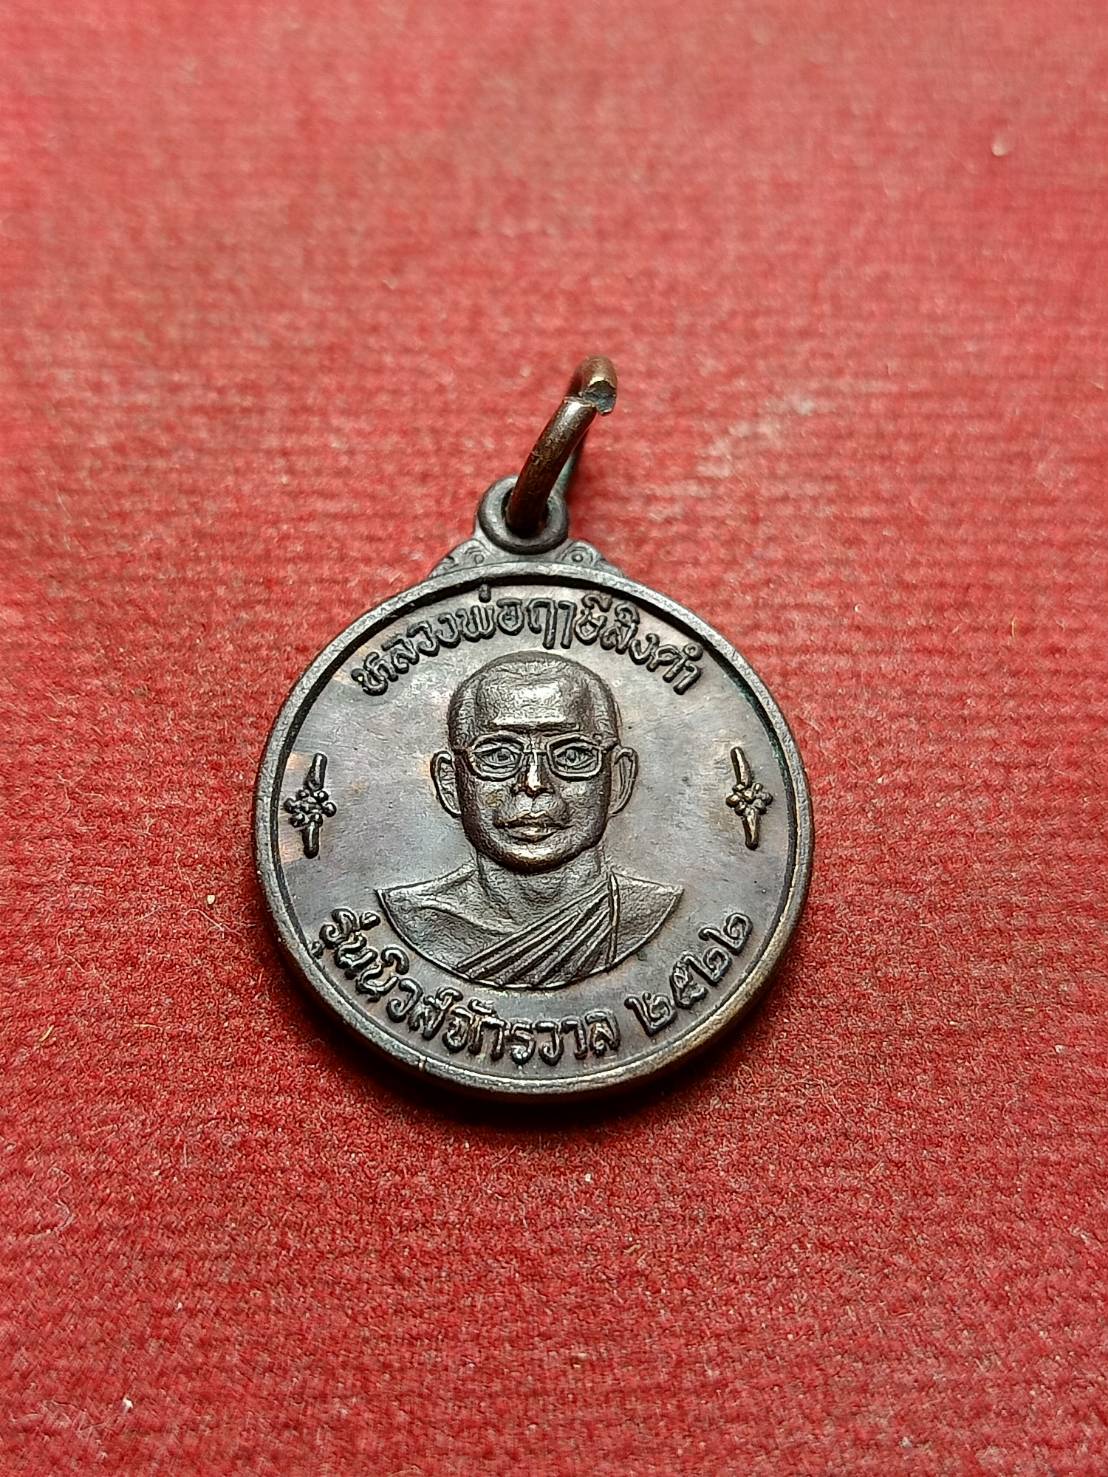 หลวงพ่อฤาษีลิงดำ
รุ่นนิวส์จักรวาล ๒๕๒๒